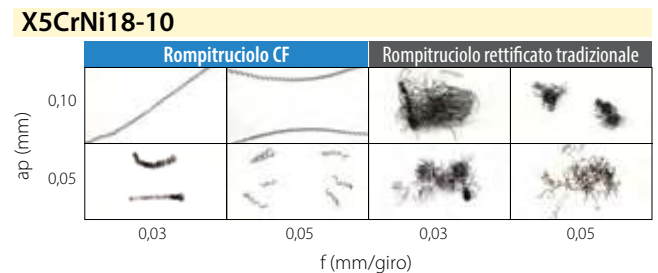 X5CrNi18-10
Rompitruciolo CF Rompitruciolo rettificato tradizionale
ap (mm)
0,10
0,05
0,03 0,05 0,03 0,05
f (mm/giro)